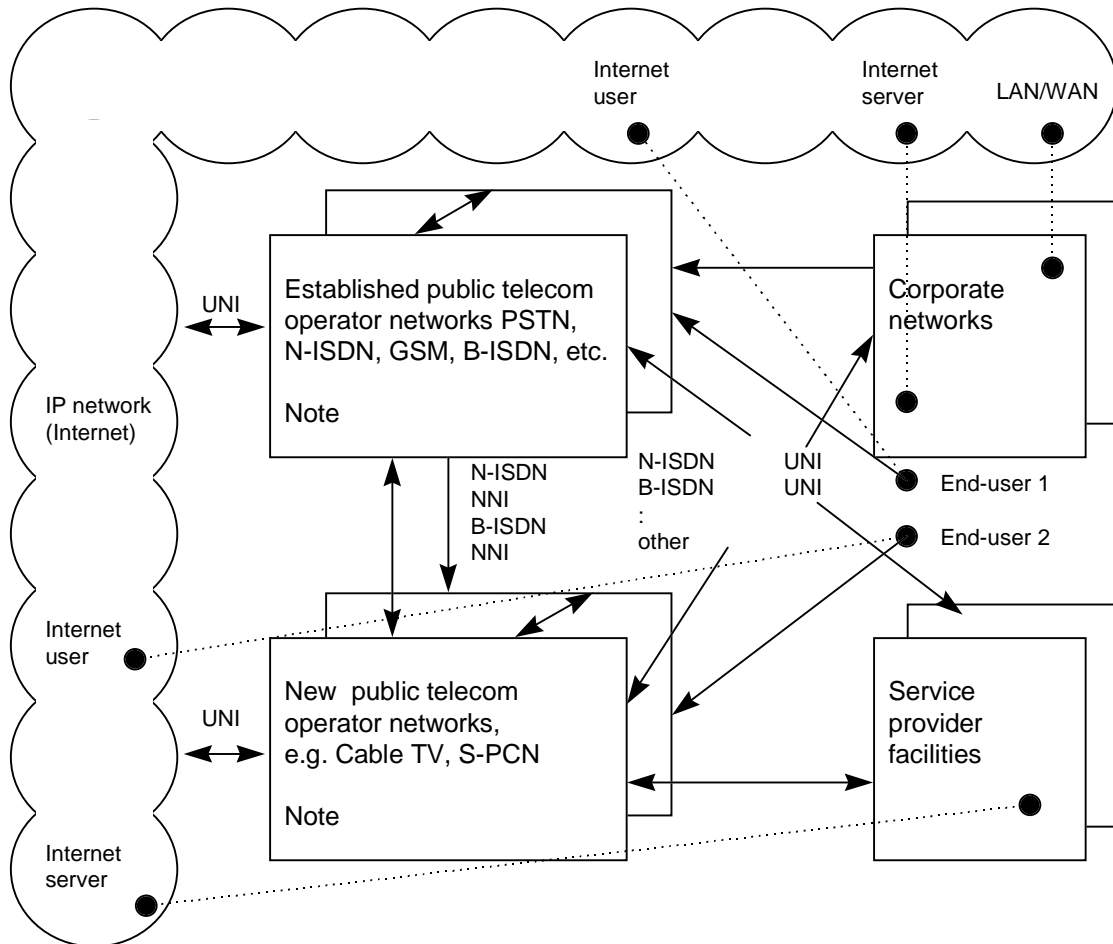 Internet
user
Internet
server
LAN/WAN
UNI
Established public telecom
operator networks PSTN,
N-ISDN, GSM, B-ISDN, etc.
Note
Corporate
networks
IP network
(Internet)
N-ISDN
NNI
B-ISDN
NNI
N-ISDN
B-ISDN
:
other
UNI
UNI
End-user 1
End-user 2
Internet
user
UNI
New public telecom
operator networks,
e.g. Cable TV, S-PCN
Note
Service
provider
facilities
Internet
server